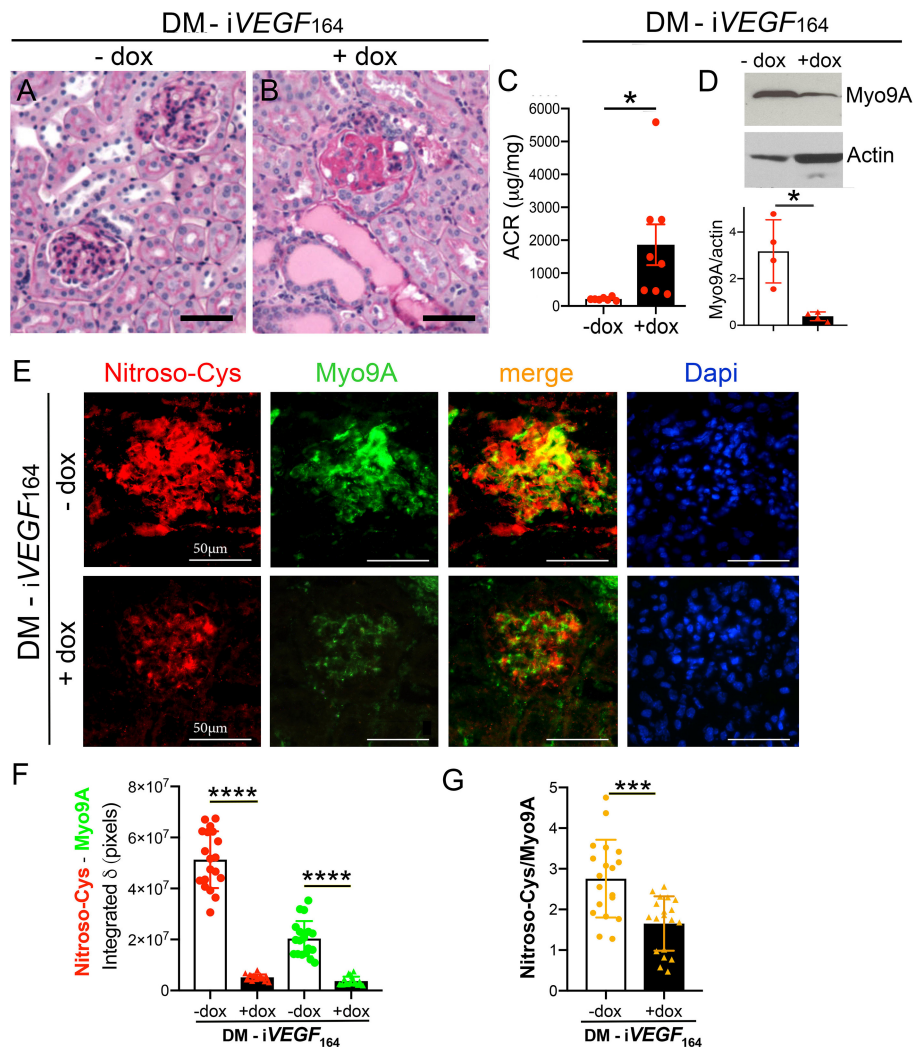 DM - iVEGF164
- dox
+ dox
A
B
DM - iVEGF164
C
*
ACR (µg/mg)
6000
5000
4000
3000
2000
1000
0
-dox
+dox
D
- dox +dox
Myo9A
Actin
*
Myo9A/actin
4
2
0
E
Nitroso-Cys
Myo9A
merge
Dapi
DM - iVEGF164
- dox
50µm
+ dox
50µm
F
Nitroso-Cys - Myo9A
Integrated δ (pixels)
8×10⁷
6×10⁷
4×10⁷
2×10⁷
0
****
****
-dox
+dox
-dox
+dox
DM - iVEGF164
G
Nitroso-Cys/Myo9A
5
4
3
2
1
0
***
-dox
+dox
DM - iVEGF164